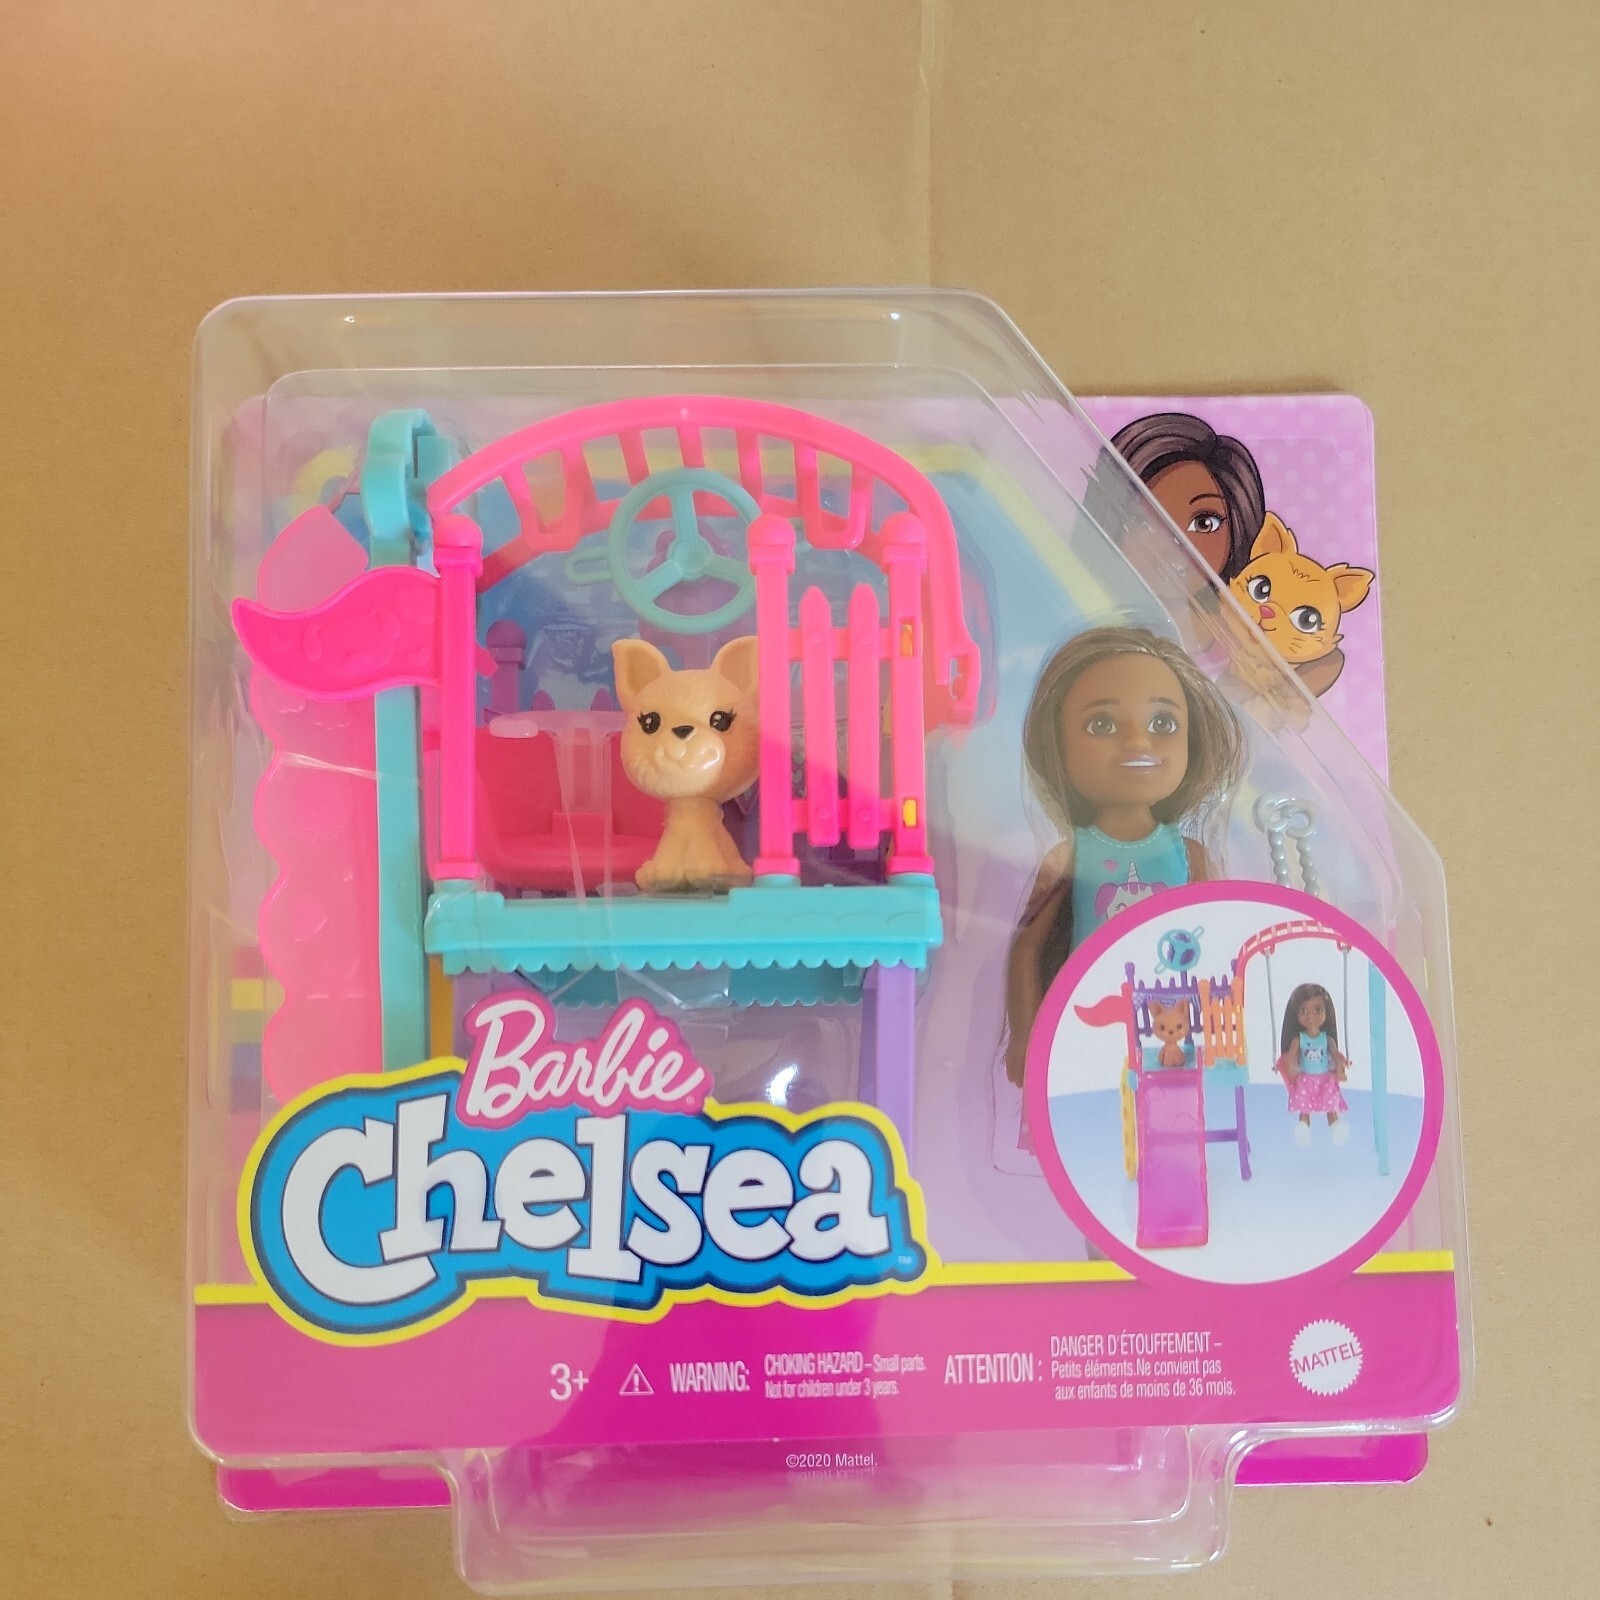 Barbie®
Chelsea™
3+
WARNING:
CHOKING HAZARD – Small parts.
Not for children under 3 years.
ATTENTION :
DANGER D'ÉTOUFFEMENT –
Petits éléments.Ne convient pas
aux enfants de moins de 36 mois.
MATTEL
©2020 Mattel.